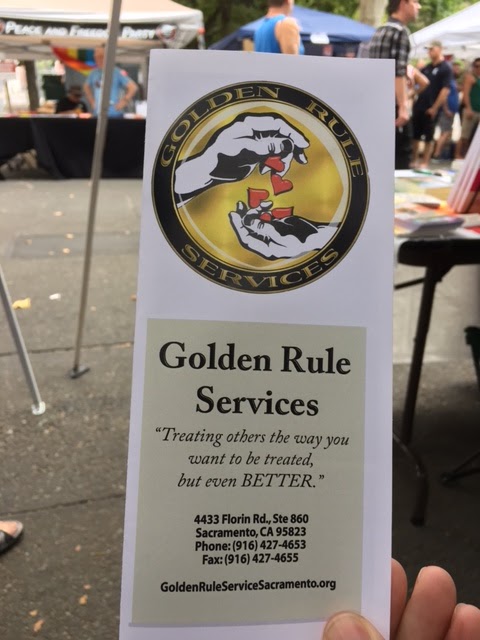 PEACE AND FREEDOM PARTY
GOLDEN RULE
SERVICES
Golden Rule
Services
“Treating others the way you
want to be treated,
but even BETTER.”
4433 Florin Rd., Ste 860
Sacramento, CA 95823
Phone: (916) 427-4653
Fax: (916) 427-4655
GoldenRuleServiceSacramento.org